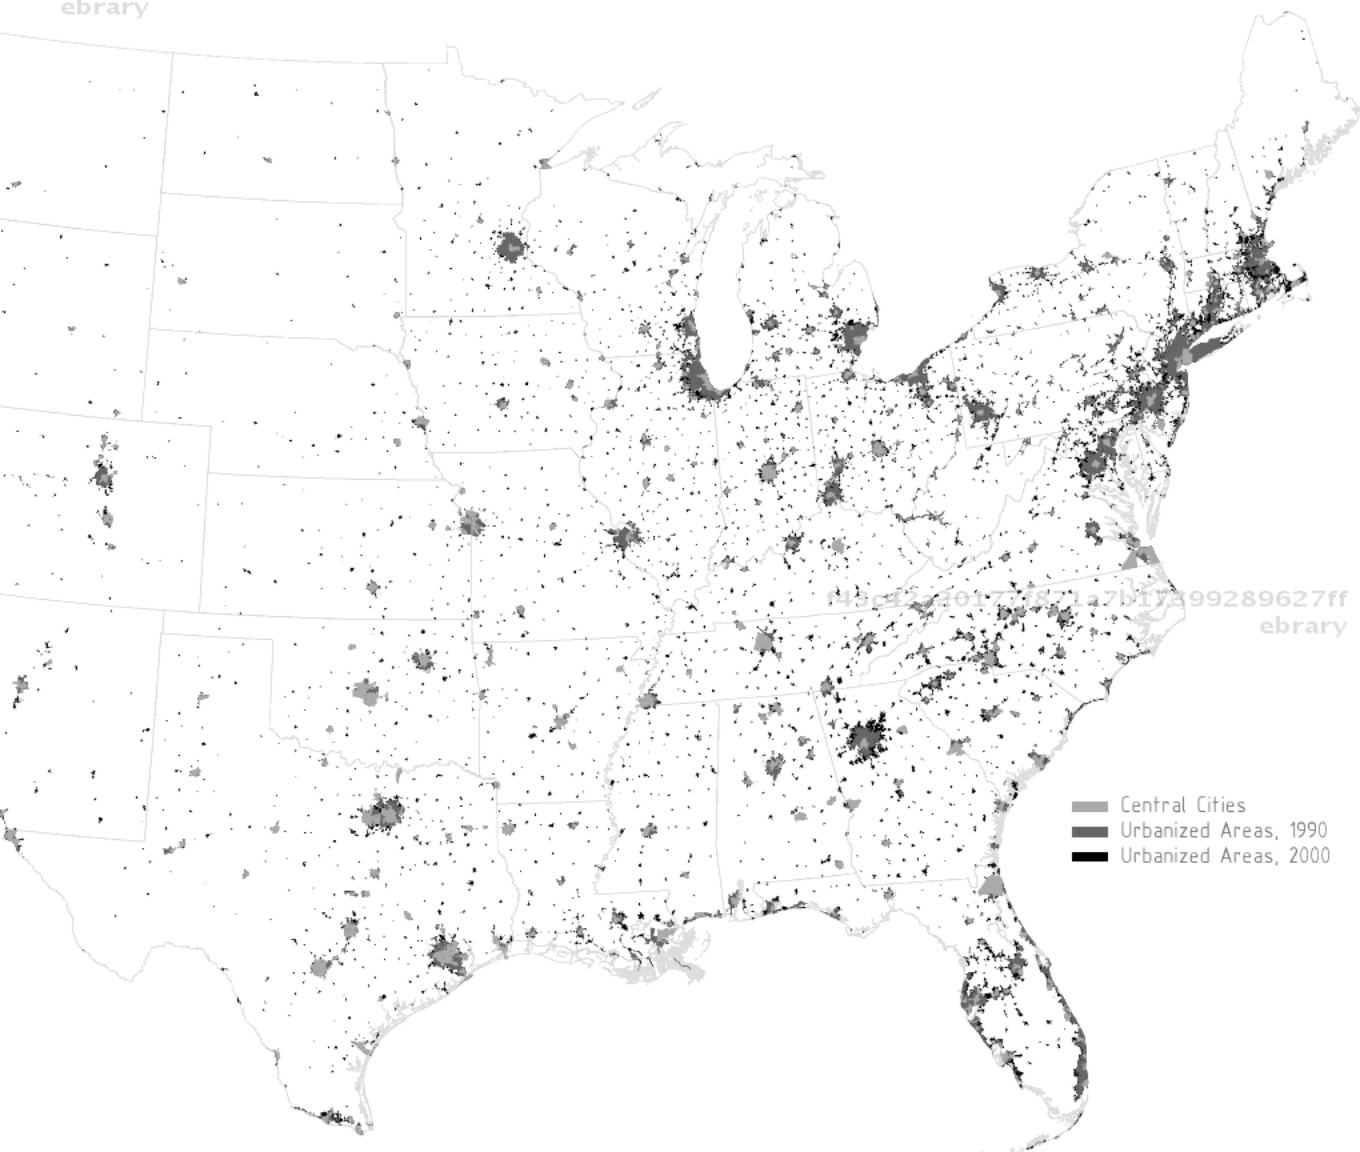 ebrary
ebrary
Central Cities
Urbanized Areas, 1990
Urbanized Areas, 2000